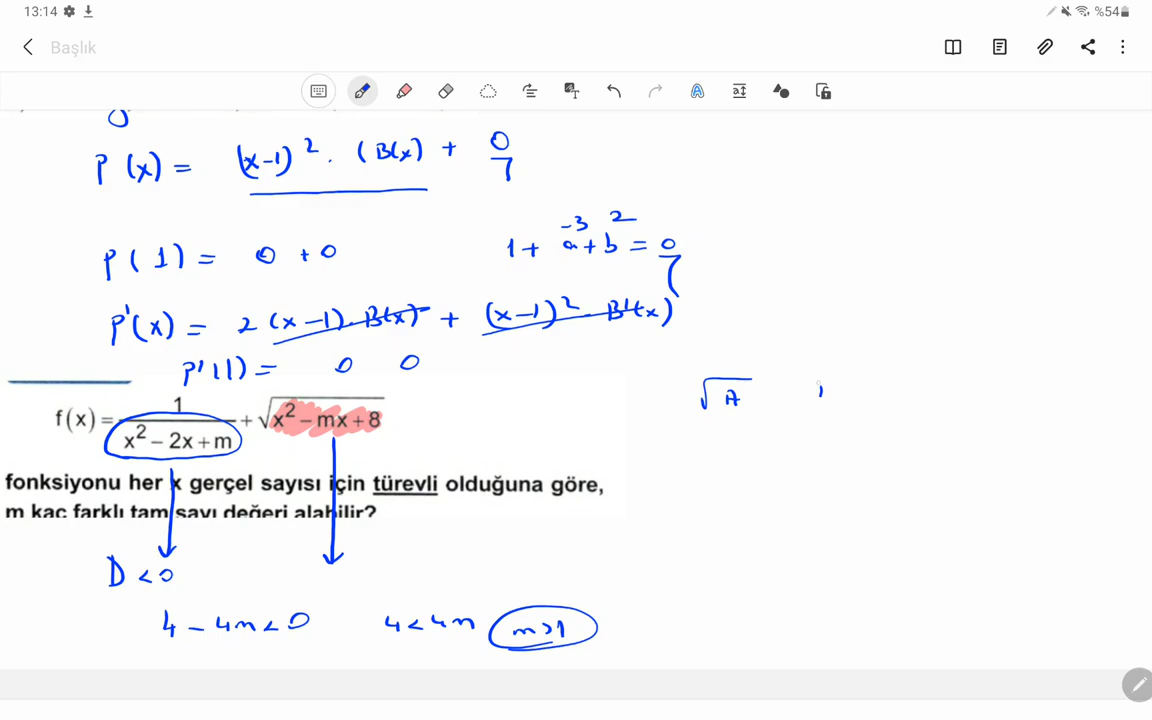 13:14 %54
Başlık
P(x) = (x-1)². (B(x) + 0
-3 2
P(1) = 0 + 0 1 + a + b = 0
P'(x) = 2(x-1). B(x) + (x-1)². B'(x)
P'(1) = 0 0
f(x) = 1/(x² - 2x + m) + √(x² - mx + 8)
√A
fonksiyonu her x gerçel sayısı için türevli olduğuna göre,
m kaç farklı tam sayı değeri alabilir?
D < 0
4 - 4m < 0 4 < 4m m > 1